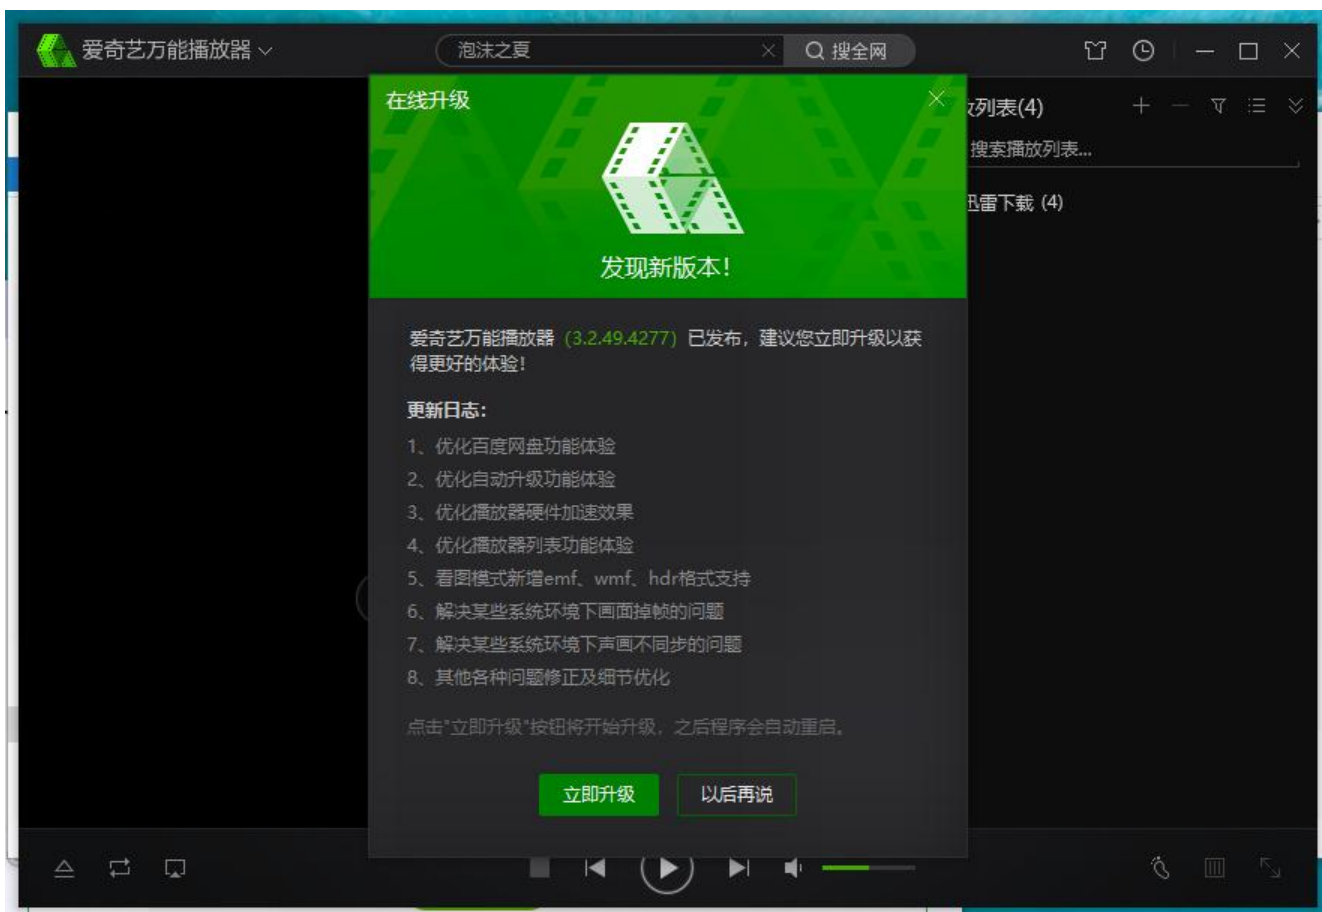 爱奇艺万能播放器
泡沫之夏
搜全网
在线升级
放列表(4)
搜索播放列表...
迅雷下载 (4)
发现新版本！
爱奇艺万能播放器 (3.2.49.4277) 已发布，建议您立即升级以获
得更好的体验！
更新日志：
1、优化百度网盘功能体验
2、优化自动升级功能体验
3、优化播放器硬件加速效果
4、优化播放器列表功能体验
5、看图模式新增emf、wmf、hdr格式支持
6、解决某些系统环境下画面掉帧的问题
7、解决某些系统环境下声画不同步的问题
8、其他各种问题修正及细节优化
点击"立即升级"按钮将开始升级，之后程序会自动重启。
立即升级
以后再说